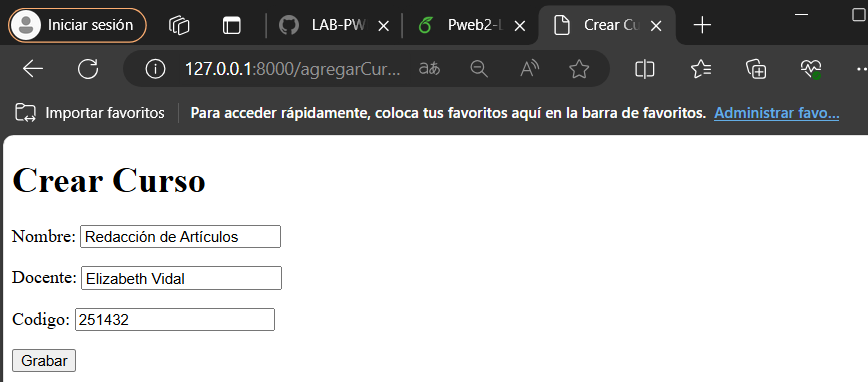 Iniciar sesión
LAB-PW
Pweb2-L
Crear Cu
127.0.0.1:8000/agregarCur...
Importar favoritos
Para acceder rápidamente, coloca tus favoritos aquí en la barra de favoritos. Administrar favo...
Crear Curso
Nombre: Redacción de Artículos
Docente: Elizabeth Vidal
Codigo: 251432
Grabar